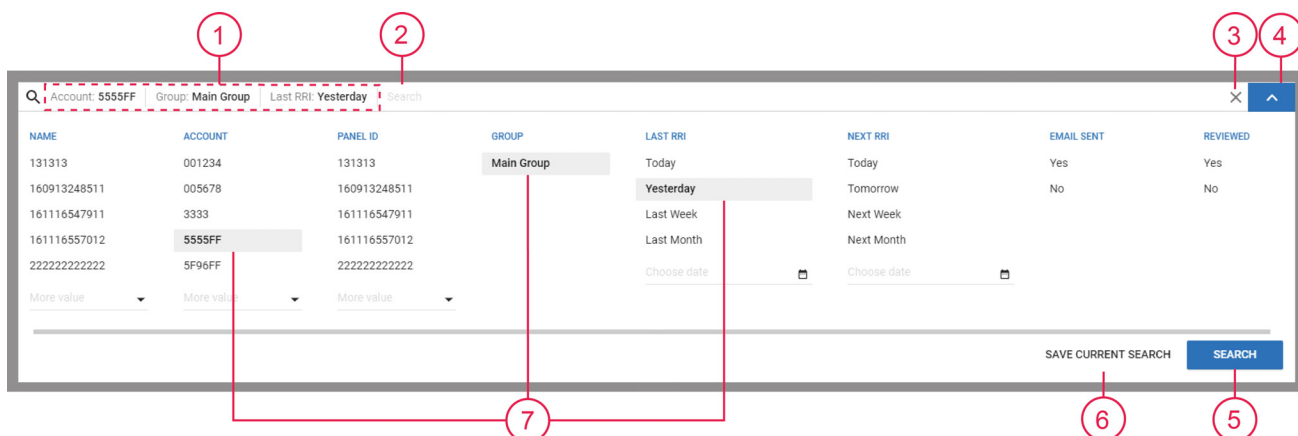 1 2 3 4
Account: 5555FF Group: Main Group Last RRI: Yesterday Search
NAME ACCOUNT PANEL ID GROUP LAST RRI NEXT RRI EMAIL SENT REVIEWED
131313 001234 131313 Main Group Today Today Yes Yes
160913248511 005678 160913248511 Yesterday Tomorrow No No
161116547911 3333 161116547911 Last Week Next Week
161116557012 5555FF 161116557012 Last Month Next Month
222222222222 5F96FF 222222222222 Choose date Choose date
More value More value More value
SAVE CURRENT SEARCH SEARCH
7 6 5